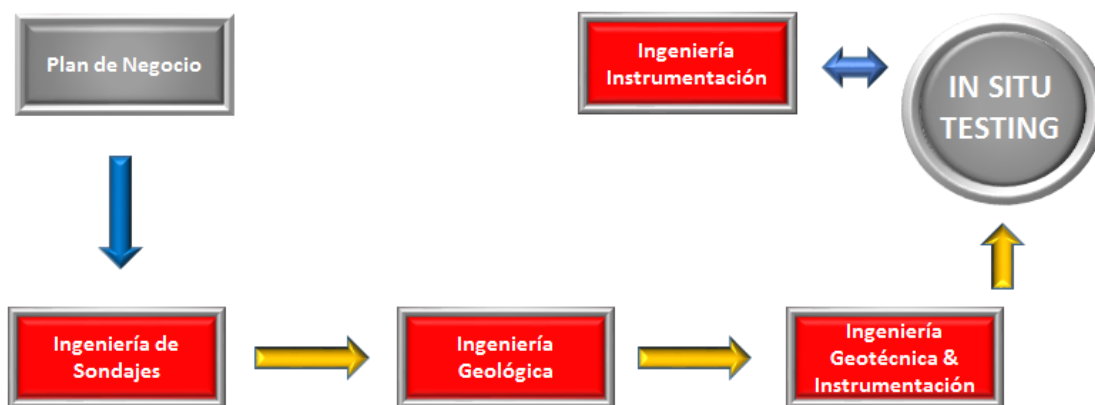 Plan de Negocio
Ingeniería
Instrumentación
IN SITU
TESTING
Ingeniería de
Sondajes
Ingeniería
Geológica
Ingeniería
Geotécnica &
Instrumentación